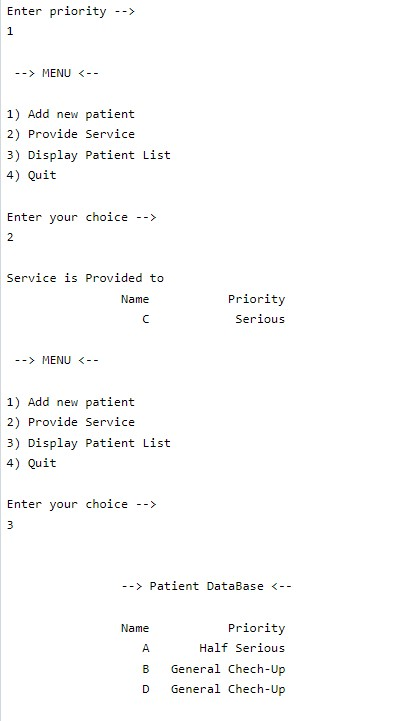 Enter priority -->
1
--> MENU <--
1) Add new patient
2) Provide Service
3) Display Patient List
4) Quit
Enter your choice -->
2
Service is Provided to
Name Priority
C Serious
--> MENU <--
1) Add new patient
2) Provide Service
3) Display Patient List
4) Quit
Enter your choice -->
3
--> Patient DataBase <--
Name Priority
A Half Serious
B General Chech-Up
D General Chech-Up